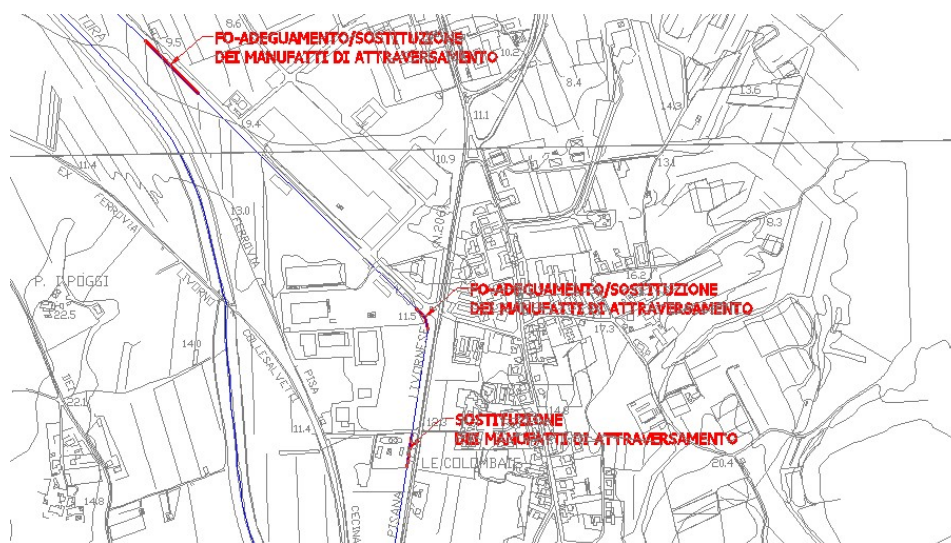 8.6
TORA
9.5
FO-ADEGUAMENTO/SOSTITUZIONE
DEI MANUFATTI DI ATTRAVERSAMENTO
10.2
8.4
13.6
14.3
11.1
9.4
10.9
13.1
11.4
EX
FERROVIA
13.0
FERROVIA
(N.206)
8.3
16.2
P. I POGGI
22.5
LIVORNO
FO-ADEGUAMENTO/SOSTITUZIONE
DEI MANUFATTI DI ATTRAVERSAMENTO
11.5
17.3
14.0
COLLESALVETTI
LIVORNESE
PISA
DEI
22.1
12.3
SOSTITUZIONE
DEI MANUFATTI DI ATTRAVERSAMENTO
11.4
LE COLOMBAIE
20.4
14.8
CECINA
PISANA